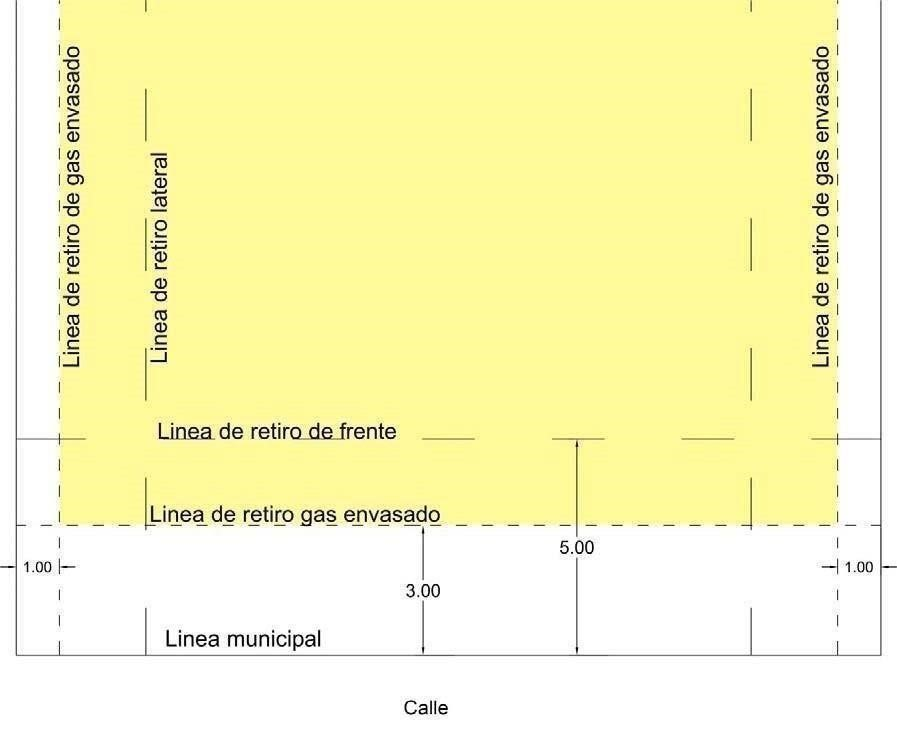 Linea de retiro de gas envasado
Linea de retiro lateral
Linea de retiro de gas envasado
Linea de retiro de frente
Linea de retiro gas envasado
5.00
1.00
1.00
3.00
Linea municipal
Calle